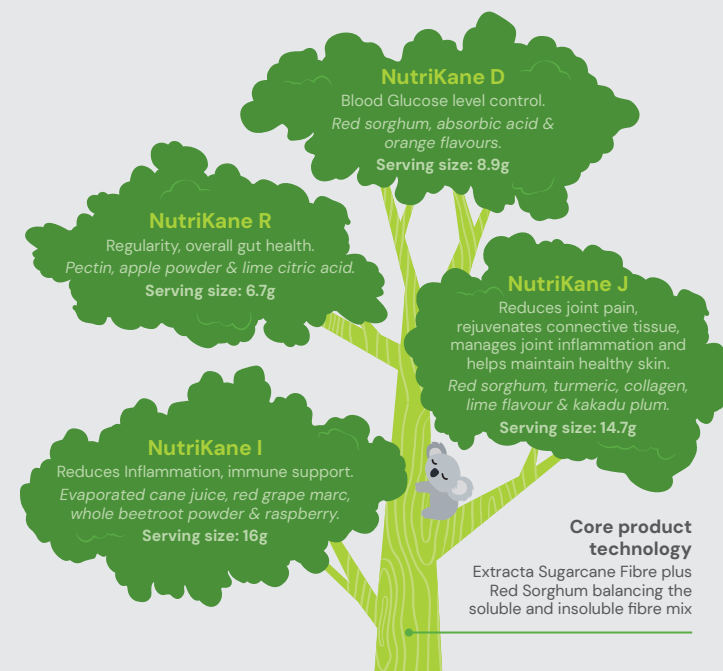 NutriKane D
Blood Glucose level control.
Red sorghum, absorbic acid &
orange flavours.
Serving size: 8.9g
NutriKane R
Regularity, overall gut health.
Pectin, apple powder & lime citric acid.
Serving size: 6.7g
NutriKane J
Reduces joint pain,
rejuvenates connective tissue,
manages joint inflammation and
helps maintain healthy skin.
Red sorghum, turmeric, collagen,
lime flavour & kakadu plum.
Serving size: 14.7g
NutriKane I
Reduces Inflammation, immune support.
Evaporated cane juice, red grape marc,
whole beetroot powder & raspberry.
Serving size: 16g
Core product
technology
Extracta Sugarcane Fibre plus
Red Sorghum balancing the
soluble and insoluble fibre mix